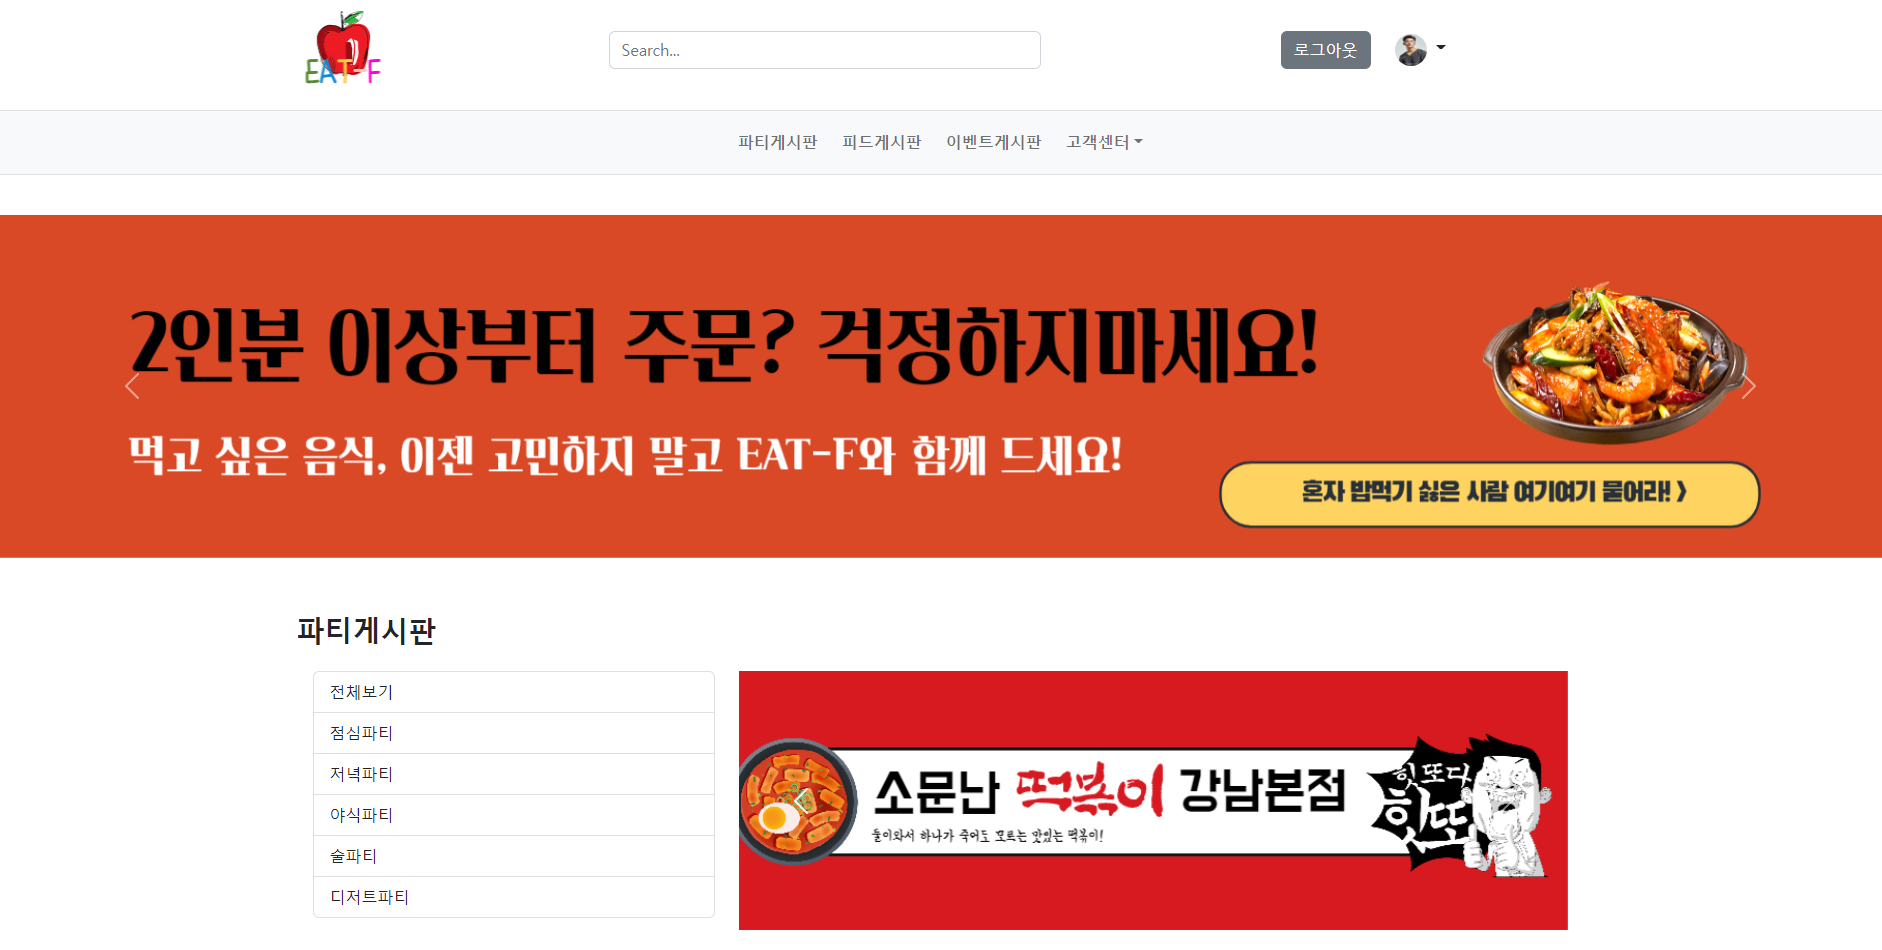 EAT-F
Search...
로그아웃
파티게시판 피드게시판 이벤트게시판 고객센터
2인분 이상부터 주문? 걱정하지마세요!
먹고 싶은 음식, 이젠 고민하지 말고 EAT-F와 함께 드세요!
혼자 밥먹기 싫은 사람 여기여기 붙어라! >
파티게시판
전체보기
점심파티
저녁파티
야식파티
술파티
디저트파티
소문난 떡볶이 강남본점
둘이와서 하나가 죽어도 모르는 맛있는 떡볶이!
힛또다
핫또